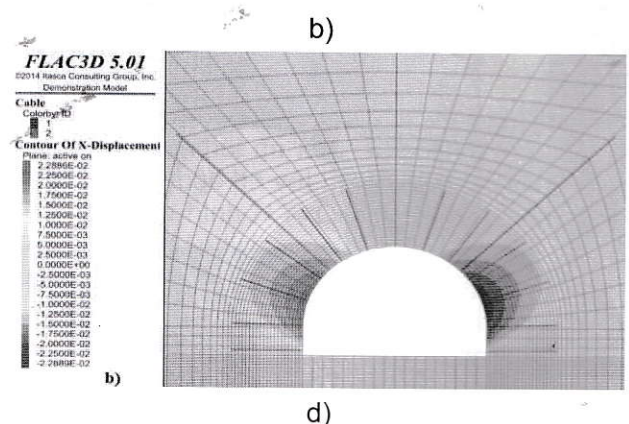 b)
FLAC3D 5.01
©2014 Itasca Consulting Group, Inc.
Demonstration Model
Cable
Colorby: ID
1
2
Contour Of X-Displacement
Plane: active on
2.2886E-02
2.2500E-02
2.0000E-02
1.7500E-02
1.5000E-02
1.2500E-02
1.0000E-02
7.5000E-03
5.0000E-03
2.5000E-03
0.0000E+00
-2.5000E-03
-5.0000E-03
-7.5000E-03
-1.0000E-02
-1.2500E-02
-1.5000E-02
-1.7500E-02
-2.0000E-02
-2.2500E-02
-2.2889E-02
b)
d)